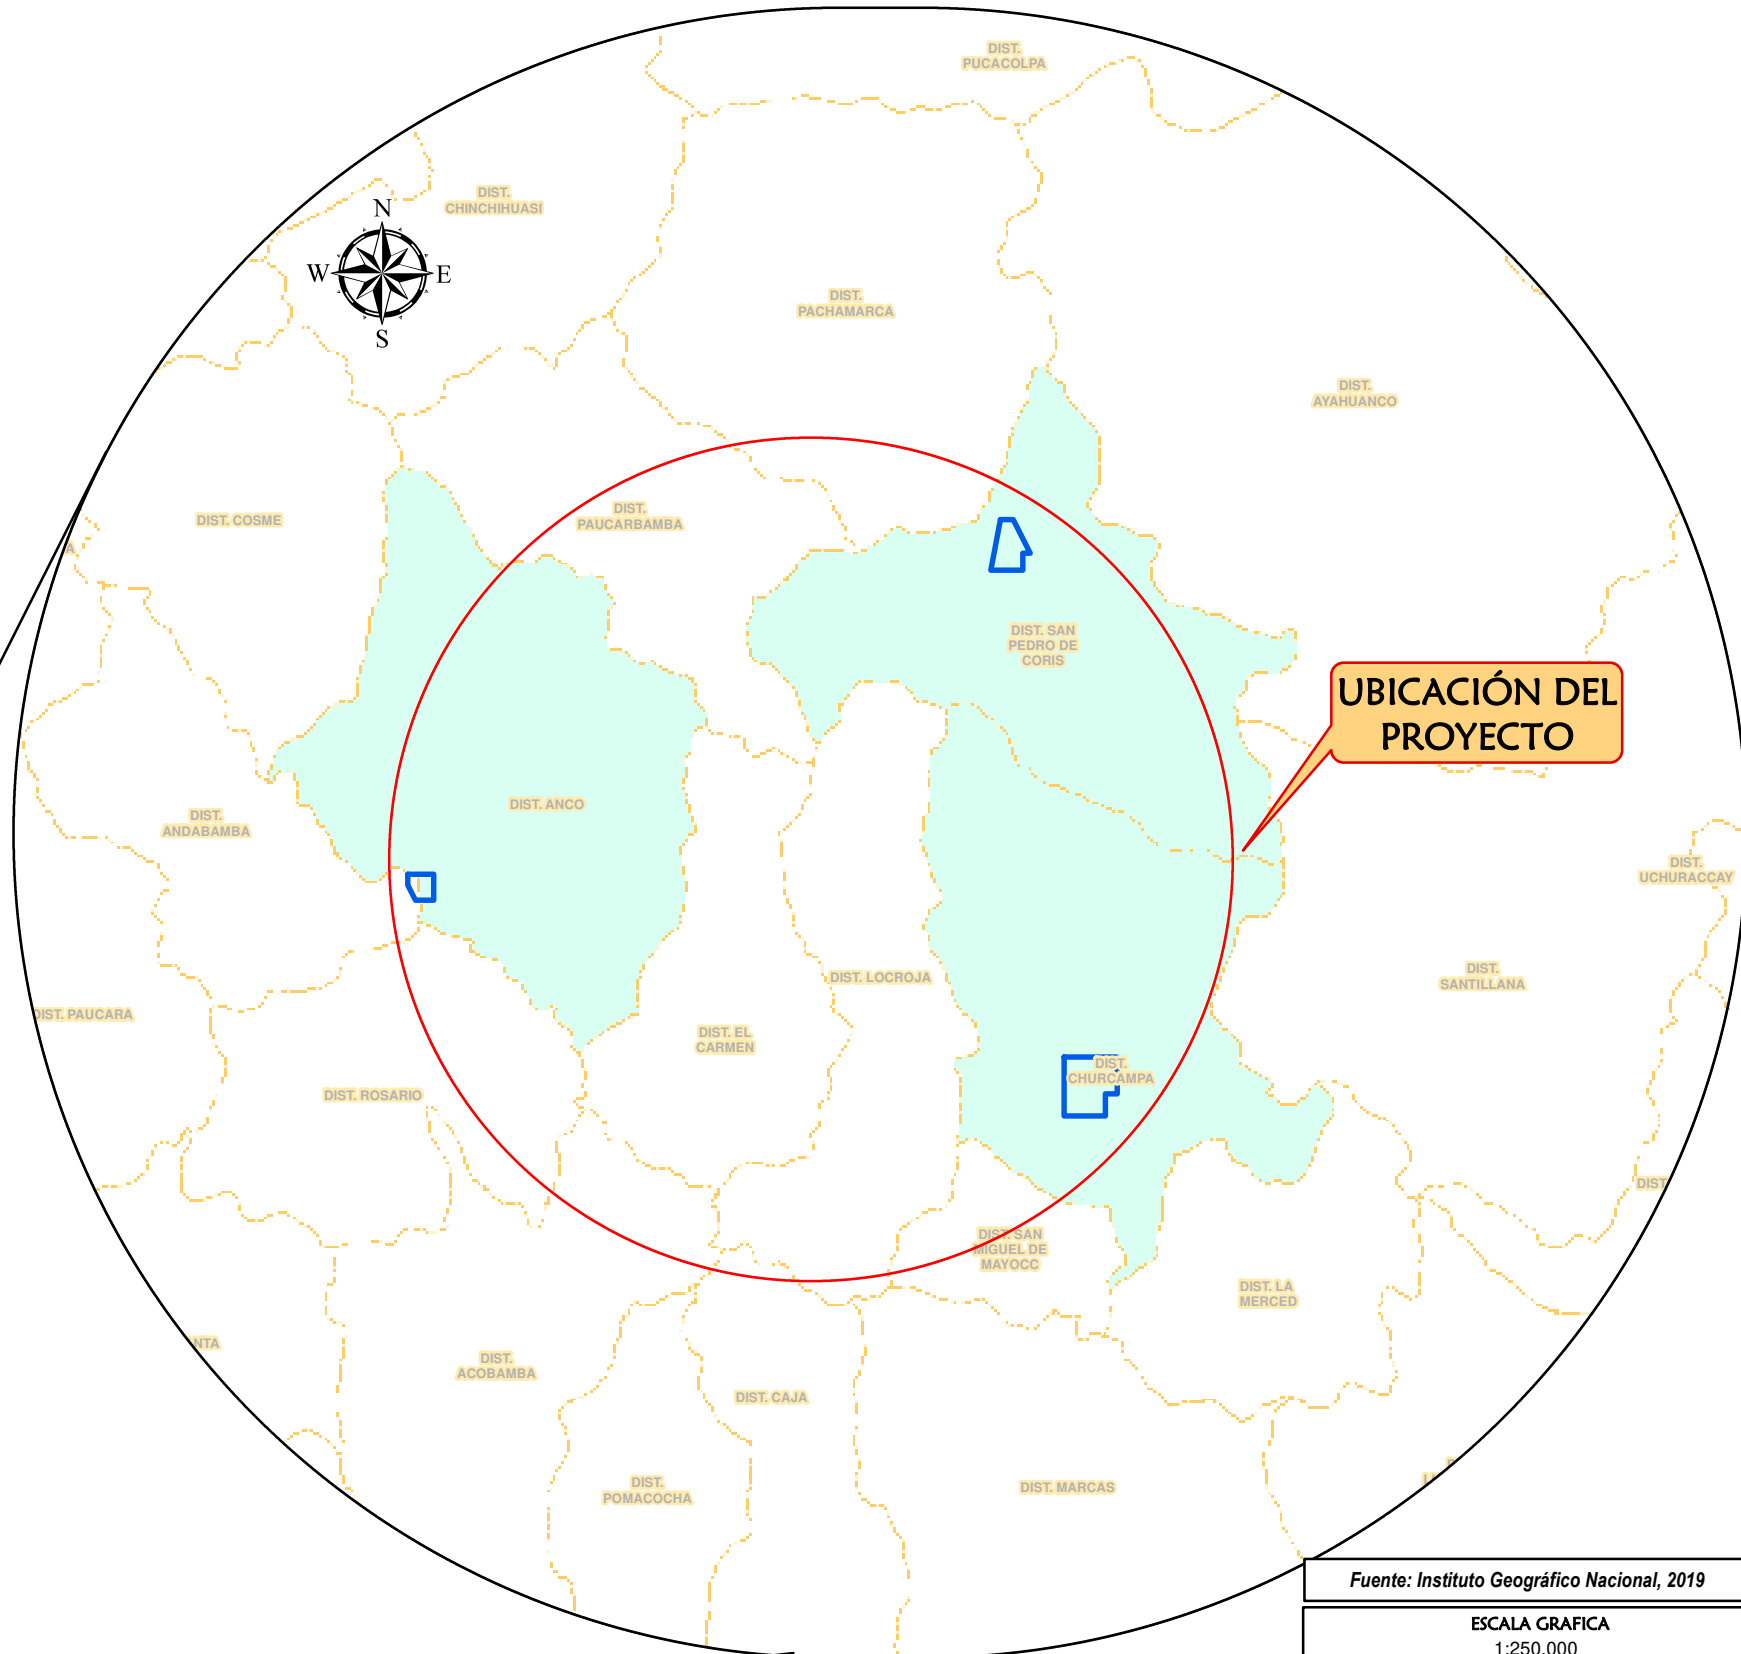 DIST.
PUCACOLPA
DIST.
CHINCHIHUASI
N
W
E
S
DIST.
PACHAMARCA
DIST.
AYAHUANCO
DIST. COSME
DIST.
PAUCARBAMBA
A
DIST. SAN
PEDRO DE
CORIS
UBICACIÓN DEL
PROYECTO
DIST. ANCO
DIST.
ANDABAMBA
DIST.
UCHURACCAY
DIST. LOCROJA
DIST.
SANTILLANA
DIST. PAUCARA
DIST. EL
CARMEN
DIST.
CHURCAMPA
DIST. ROSARIO
DIST
DIST. SAN
MIGUEL DE
MAYOCC
DIST. LA
MERCED
NTA
DIST.
ACOBAMBA
DIST. CAJA
DIST.
POMACOCHA
DIST. MARCAS
Fuente: Instituto Geográfico Nacional, 2019
ESCALA GRAFICA
1:250,000